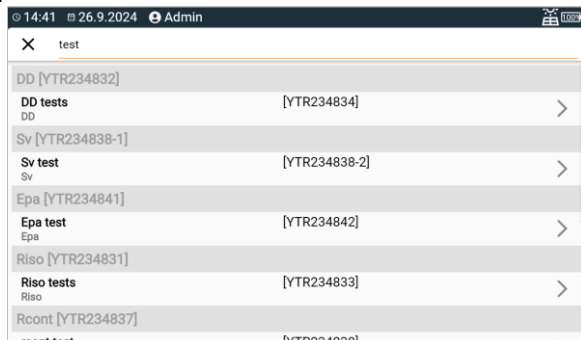 14:41 26.9.2024 Admin 100%
test
DD [YTR234832]
DD tests [YTR234834]
DD
Sv [YTR234838-1]
Sv test [YTR234838-2]
Sv
Epa [YTR234841]
Epa test [YTR234842]
Epa
Riso [YTR234831]
Riso tests [YTR234833]
Riso
Rcont [YTR234837]